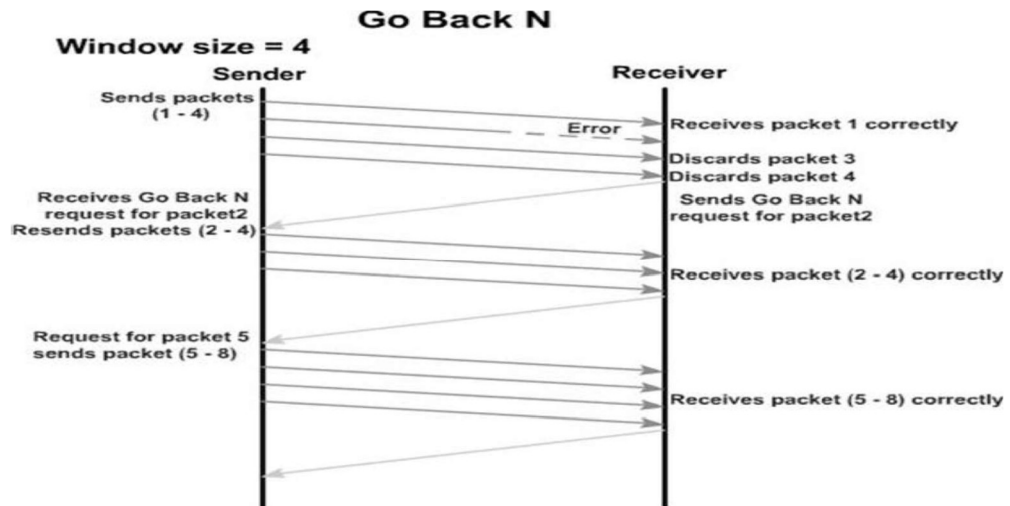 Go Back N
Window size = 4
Sender
Receiver
Sends packets
(1 - 4)
Error
Receives packet 1 correctly
Discards packet 3
Discards packet 4
Receives Go Back N
request for packet2
Resends packets (2 - 4)
Sends Go Back N
request for packet2
Receives packet (2 - 4) correctly
Request for packet 5
sends packet (5 - 8)
Receives packet (5 - 8) correctly